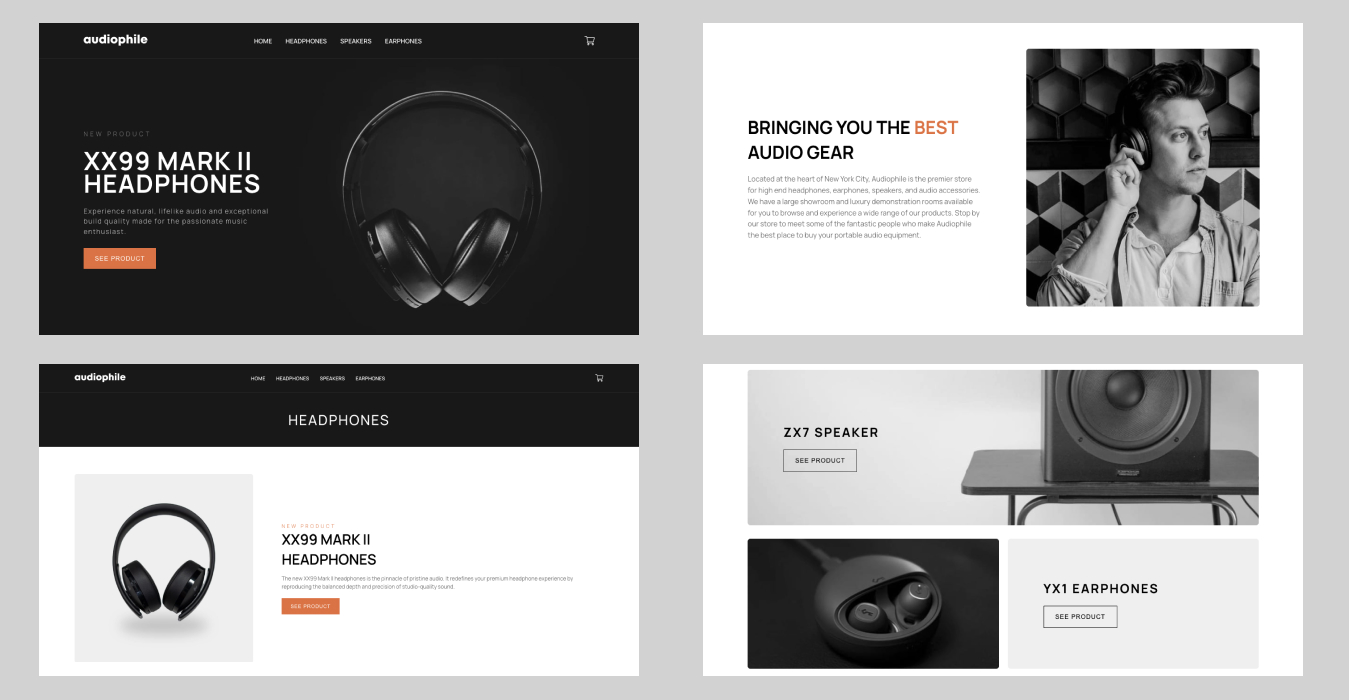 audiophile
HOME HEADPHONES SPEAKERS EARPHONES
NEW PRODUCT
XX99 MARK II
HEADPHONES
Experience natural, lifelike audio and exceptional
build quality made for the passionate music
enthusiast.
SEE PRODUCT
BRINGING YOU THE BEST
AUDIO GEAR
Located at the heart of New York City, Audiophile is the premier store
for high end headphones, earphones, speakers, and audio accessories.
We have a large showroom and luxury demonstration rooms available
for you to browse and experience a wide range of our products. Stop by
our store to meet some of the fantastic people who make Audiophile
the best place to buy your portable audio equipment.
audiophile
HOME HEADPHONES SPEAKERS EARPHONES
HEADPHONES
NEW PRODUCT
XX99 MARK II
HEADPHONES
The new XX99 Mark II headphones is the pinnacle of pristine audio. It redefines your premium headphone experience by
reproducing the balanced depth and precision of studio-quality sound.
SEE PRODUCT
ZX7 SPEAKER
SEE PRODUCT
YX1 EARPHONES
SEE PRODUCT